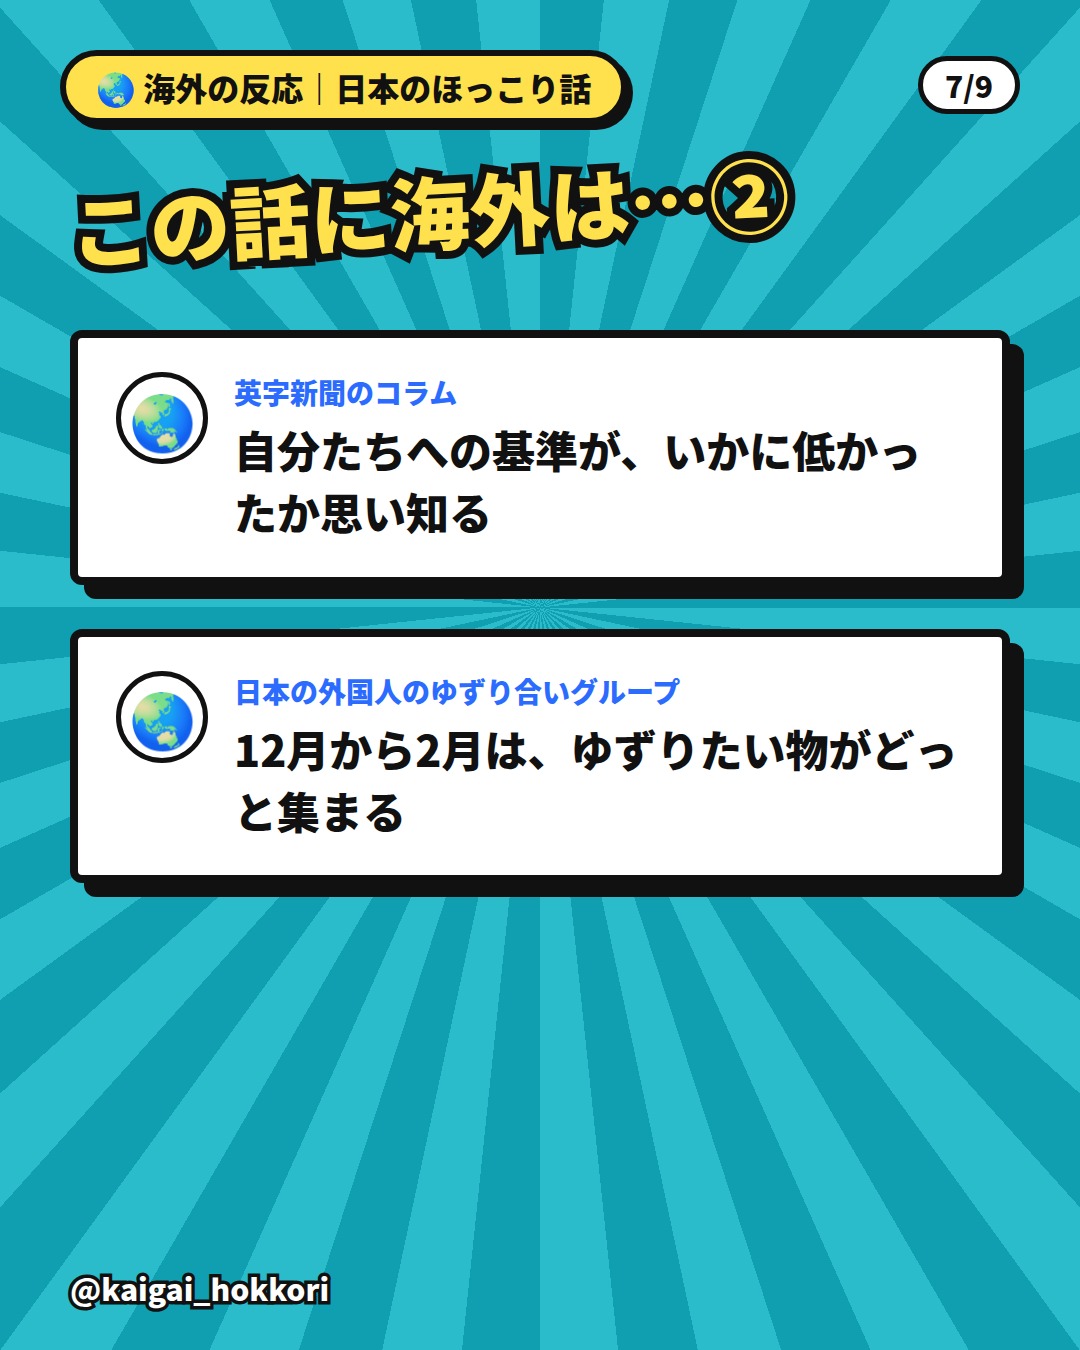 海外の反応｜日本のほっこり話
7/9
この話に海外は…②
英字新聞のコラム
自分たちへの基準が、いかに低かっ
たか思い知る
日本の外国人のゆずり合いグループ
12月から2月は、ゆずりたい物がどっ
と集まる
@kaigai_hokkori